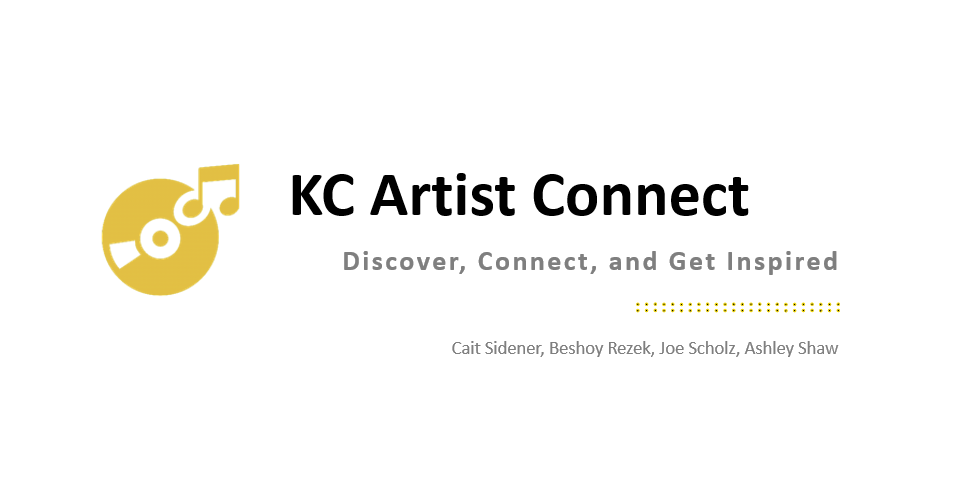 KC Artist Connect
Discover, Connect, and Get Inspired
Cait Sidener, Beshoy Rezek, Joe Scholz, Ashley Shaw